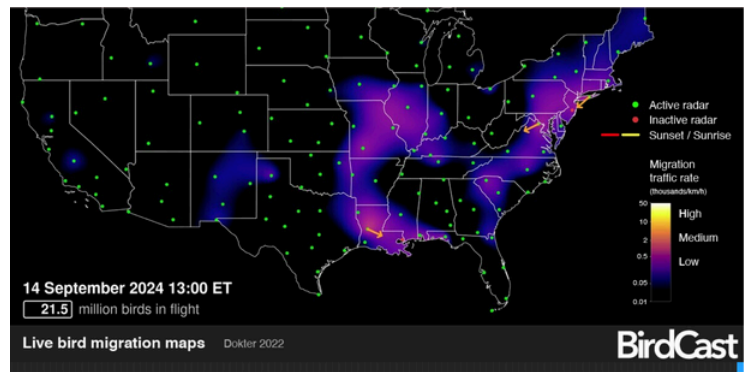 Active radar
Inactive radar
Sunset / Sunrise
Migration
traffic rate
(thousands/km/h)
50
10
2
0.5
0.05
0.01
High
Medium
Low
14 September 2024 13:00 ET
21.5 million birds in flight
Live bird migration maps Dokter 2022
BirdCast